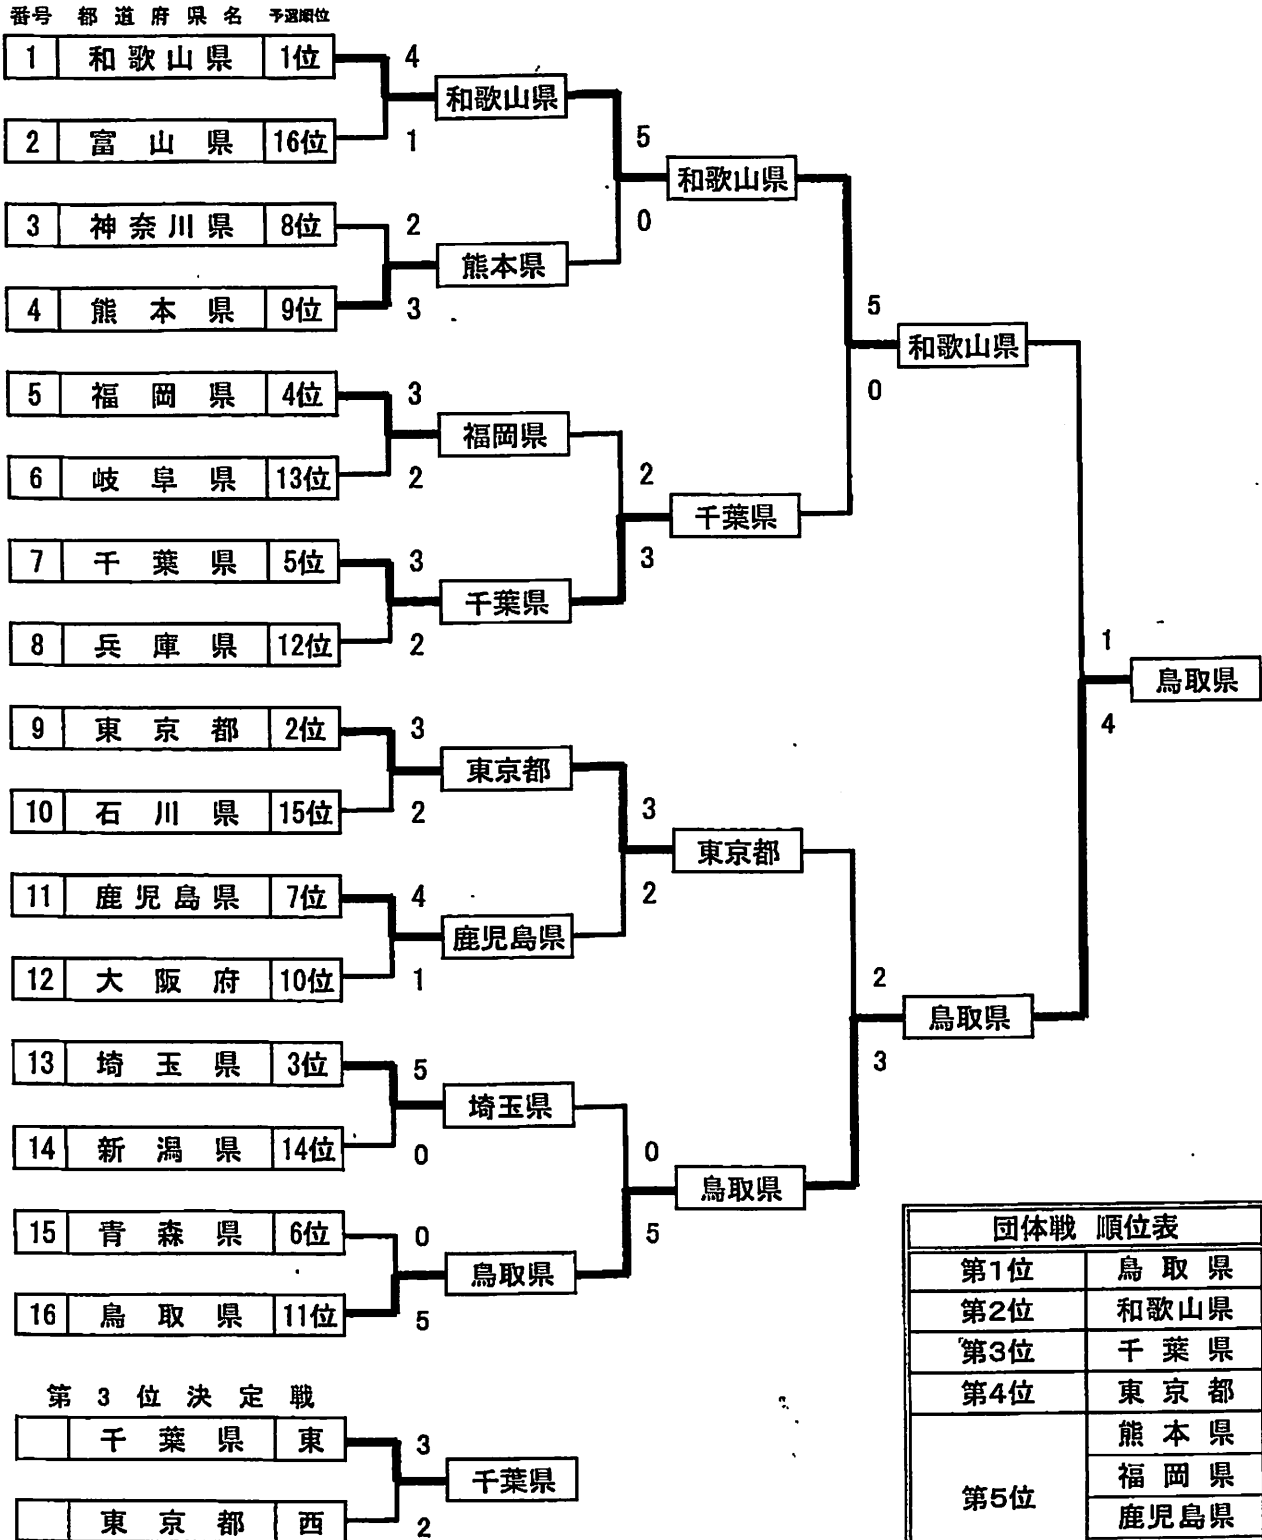 番号 都道府県名 予選順位
1 和歌山県 1位
4
和歌山県
2 富山県 16位
1
5
和歌山県
0
3 神奈川県 8位
2
熊本県
4 熊本県 9位
3
5
和歌山県
0
5 福岡県 4位
3
福岡県
6 岐阜県 13位
2
2
千葉県
3
7 千葉県 5位
3
千葉県
8 兵庫県 12位
2
1
鳥取県
4
9 東京都 2位
3
東京都
10 石川県 15位
2
3
東京都
2
11 鹿児島県 7位
4
鹿児島県
12 大阪府 10位
1
2
鳥取県
3
13 埼玉県 3位
5
埼玉県
14 新潟県 14位
0
0
鳥取県
5
15 青森県 6位
0
鳥取県
16 鳥取県 11位
5
第3位決定戦
千葉県 東
3
千葉県
東京都 西
2
団体戦 順位表
第1位 鳥取県
第2位 和歌山県
第3位 千葉県
第4位 東京都
第5位
熊本県
福岡県
鹿児島県